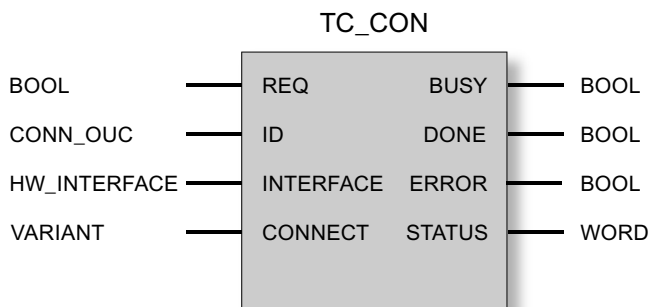 TC_CON
BOOL REQ BUSY BOOL
CONN_OUC ID DONE BOOL
HW_INTERFACE INTERFACE ERROR BOOL
VARIANT CONNECT STATUS WORD